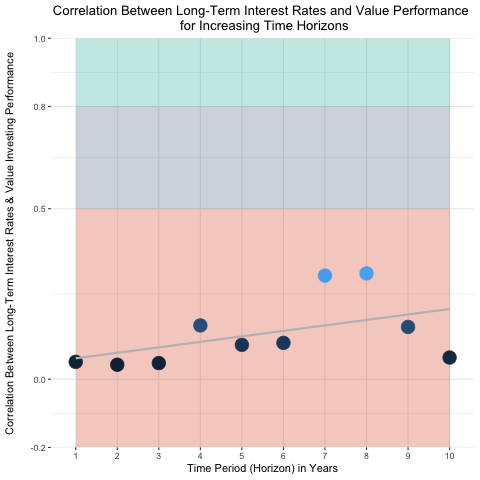 Correlation Between Long-Term Interest Rates and Value Performance
for Increasing Time Horizons
Correlation Between Long-Term Interest Rates & Value Investing Performance
1.0
0.8
0.5
0.0
-0.2
1 2 3 4 5 6 7 8 9 10
Time Period (Horizon) in Years